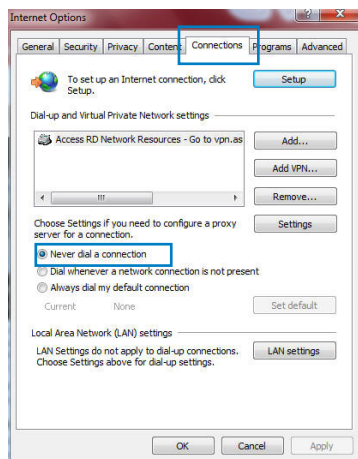 Internet Options
General Security Privacy Content Connections Programs Advanced
To set up an Internet connection, click
Setup.
Setup
Dial-up and Virtual Private Network settings
Access RD Network Resources - Go to vpn.as
Add...
Add VPN...
Remove...
Choose Settings if you need to configure a proxy
server for a connection.
Settings
Never dial a connection
Dial whenever a network connection is not present
Always dial my default connection
Current None
Set default
Local Area Network (LAN) settings
LAN Settings do not apply to dial-up connections.
Choose Settings above for dial-up settings.
LAN settings
OK Cancel Apply